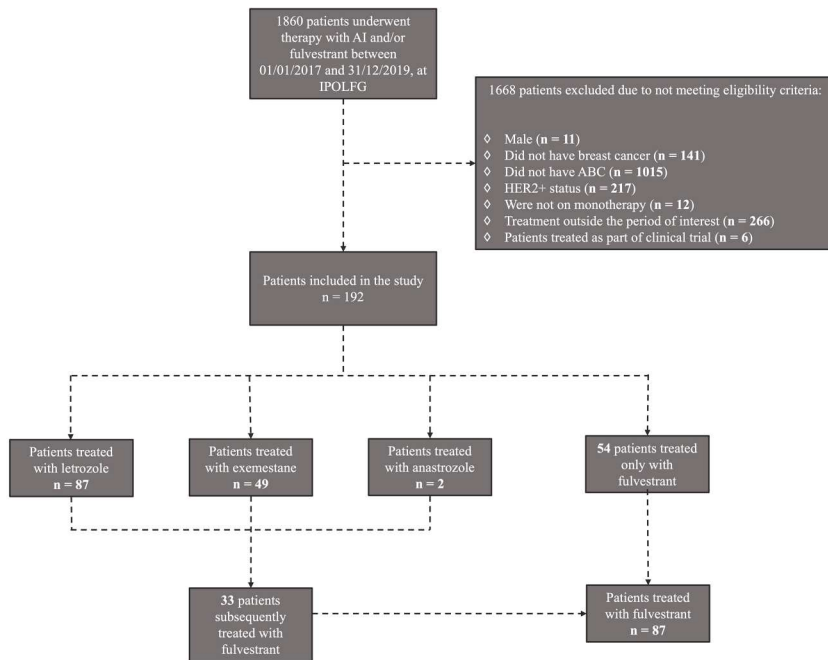 1860 patients underwent
therapy with AI and/or
fulvestrant between
01/01/2017 and 31/12/2019, at
IPOLFG
1668 patients excluded due to not meeting eligibility criteria:
◊ Male (n = 11)
◊ Did not have breast cancer (n = 141)
◊ Did not have ABC (n = 1015)
◊ HER2+ status (n = 217)
◊ Were not on monotherapy (n = 12)
◊ Treatment outside the period of interest (n = 266)
◊ Patients treated as part of clinical trial (n = 6)
Patients included in the study
n = 192
Patients treated
with letrozole
n = 87
Patients treated
with exemestane
n = 49
Patients treated
with anastrozole
n = 2
54 patients treated
only with
fulvestrant
33 patients
subsequently
treated with
fulvestrant
Patients treated
with fulvestrant
n = 87